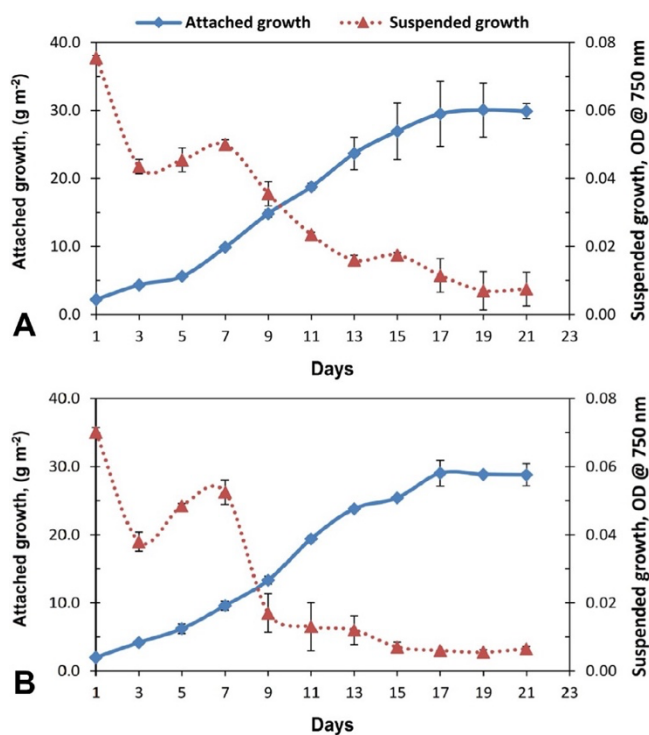 Attached growth Suspended growth
40.0
30.0
20.0
10.0
0.0
Attached growth, (g m⁻²)
0.08
0.06
0.04
0.02
0.00
Suspended growth, OD @ 750 nm
1 3 5 7 9 11 13 15 17 19 21 23
Days
A
40.0
30.0
20.0
10.0
0.0
Attached growth, (g m⁻²)
0.08
0.06
0.04
0.02
0.00
Suspended growth, OD @ 750 nm
1 3 5 7 9 11 13 15 17 19 21 23
Days
B